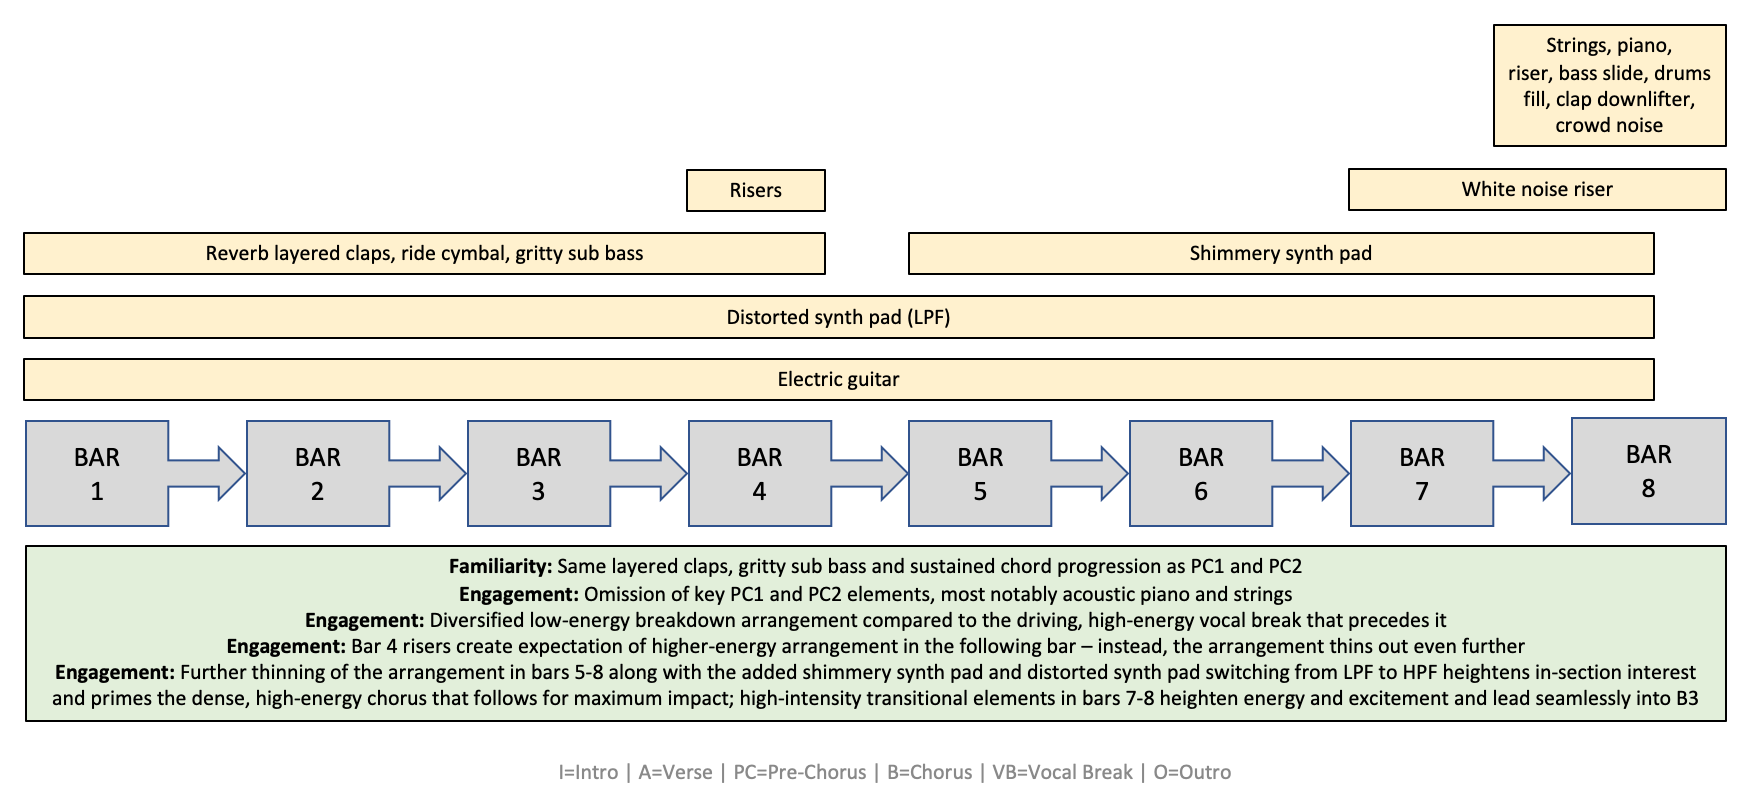 Strings, piano,
riser, bass slide, drums
fill, clap downlifter,
crowd noise
Risers
White noise riser
Reverb layered claps, ride cymbal, gritty sub bass
Shimmery synth pad
Distorted synth pad (LPF)
Electric guitar
BAR
1
BAR
2
BAR
3
BAR
4
BAR
5
BAR
6
BAR
7
BAR
8
Familiarity: Same layered claps, gritty sub bass and sustained chord progression as PC1 and PC2
Engagement: Omission of key PC1 and PC2 elements, most notably acoustic piano and strings
Engagement: Diversified low-energy breakdown arrangement compared to the driving, high-energy vocal break that precedes it
Engagement: Bar 4 risers create expectation of higher-energy arrangement in the following bar – instead, the arrangement thins out even further
Engagement: Further thinning of the arrangement in bars 5-8 along with the added shimmery synth pad and distorted synth pad switching from LPF to HPF heightens in-section interest
and primes the dense, high-energy chorus that follows for maximum impact; high-intensity transitional elements in bars 7-8 heighten energy and excitement and lead seamlessly into B3
I=Intro | A=Verse | PC=Pre-Chorus | B=Chorus | VB=Vocal Break | O=Outro